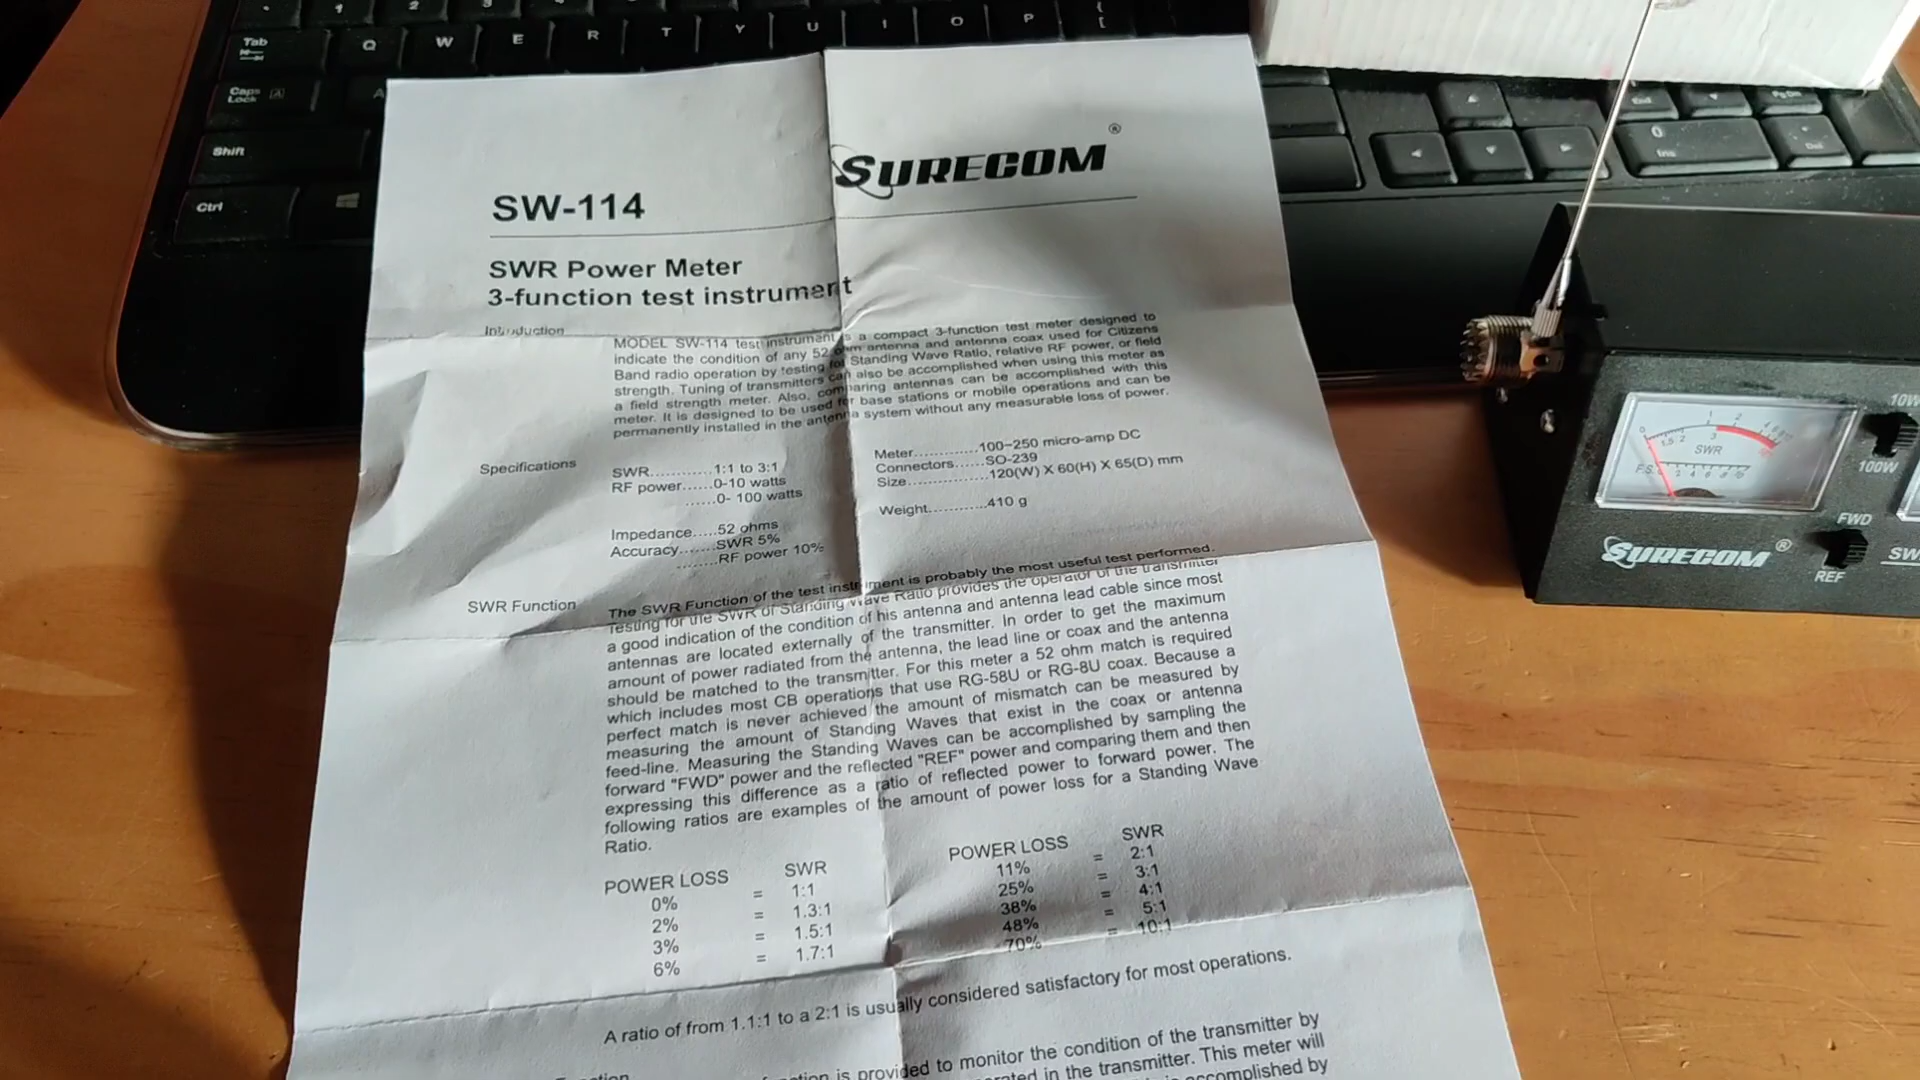 Tab
Q W E R T Y U I O P
Caps
Lock
A
Shift
Ctrl
End
PgDn
0
Ins
Del
SURECOM ®
SW-114
SWR Power Meter
3-function test instrument
Introduction
MODEL SW-114 test instrument is a compact 3-function test meter designed to
indicate the condition of any 52 ohm antenna and antenna coax used for Citizens
Band radio operation by testing for Standing Wave Ratio, relative RF power, or field
strength. Tuning of transmitters can also be accomplished when using this meter as
a field strength meter. Also, comparing antennas can be accomplished with this
meter. It is designed to be used for base stations or mobile operations and can be
permanently installed in the antenna system without any measurable loss of power.
Specifications
SWR............1:1 to 3:1
RF power......0-10 watts
......0- 100 watts
Impedance.....52 ohms
Accuracy.......SWR 5%
........RF power 10%
Meter.............100-250 micro-amp DC
Connectors......SO-239
Size................120(W) X 60(H) X 65(D) mm
Weight...........410 g
SWR Function
The SWR Function of the test instrument is probably the most useful test performed.
Testing for the SWR of Standing Wave Ratio provides the operator of the transmitter
a good indication of the condition of his antenna and antenna lead cable since most
antennas are located externally of the transmitter. In order to get the maximum
amount of power radiated from the antenna, the lead line or coax and the antenna
should be matched to the transmitter. For this meter a 52 ohm match is required
which includes most CB operations that use RG-58U or RG-8U coax. Because a
perfect match is never achieved the amount of mismatch can be measured by
measuring the amount of Standing Waves that exist in the coax or antenna
feed-line. Measuring the Standing Waves can be accomplished by sampling the
forward "FWD" power and the reflected "REF" power and comparing them and then
expressing this difference as a ratio of reflected power to forward power. The
following ratios are examples of the amount of power loss for a Standing Wave
Ratio.
POWER LOSS SWR
0% = 1:1
2% = 1.3:1
3% = 1.5:1
6% = 1.7:1
POWER LOSS SWR
11% = 2:1
25% = 3:1
38% = 4:1
48% = 5:1
70% = 10:1
A ratio of from 1.1:1 to a 2:1 is usually considered satisfactory for most operations.
is provided to monitor the condition of the transmitter by
in the transmitter. This meter will
accomplished by
SWR
F.S.
10W
100W
FWD
REF
SURECOM ®
SW